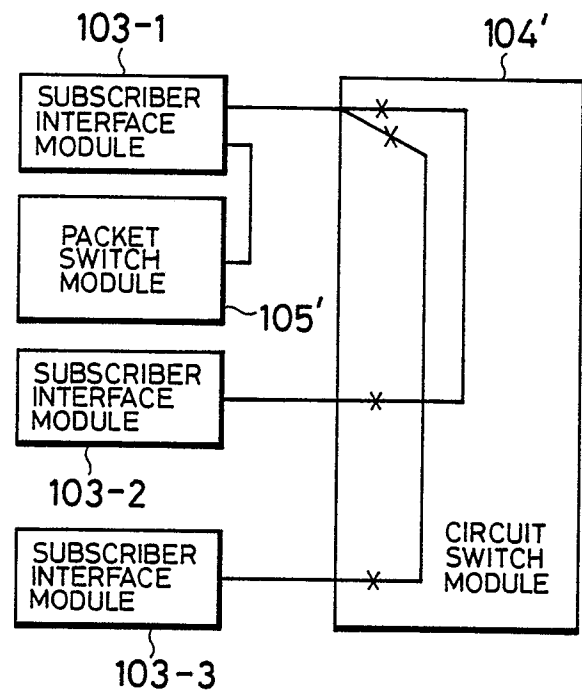 103-1
SUBSCRIBER
INTERFACE
MODULE
104'
PACKET
SWITCH
MODULE
105'
SUBSCRIBER
INTERFACE
MODULE
103-2
SUBSCRIBER
INTERFACE
MODULE
103-3
CIRCUIT
SWITCH
MODULE